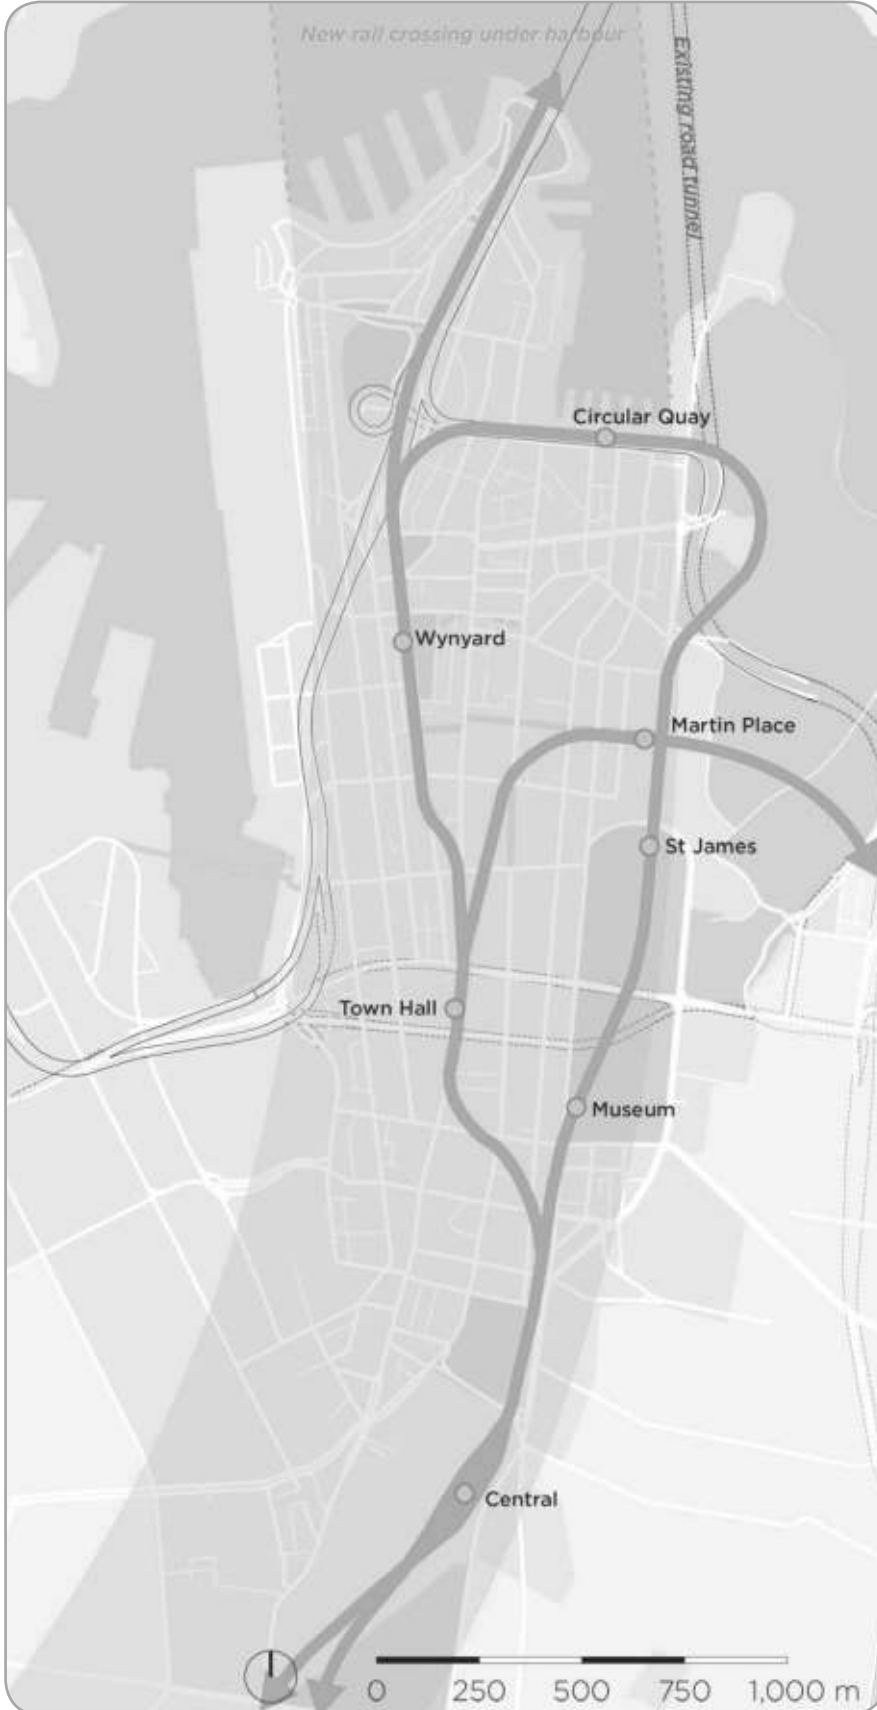 New rail crossing under harbour
Existing road tunnel
Circular Quay
Wynyard
Martin Place
St James
Town Hall
Museum
Central
0 250 500 750 1,000 m